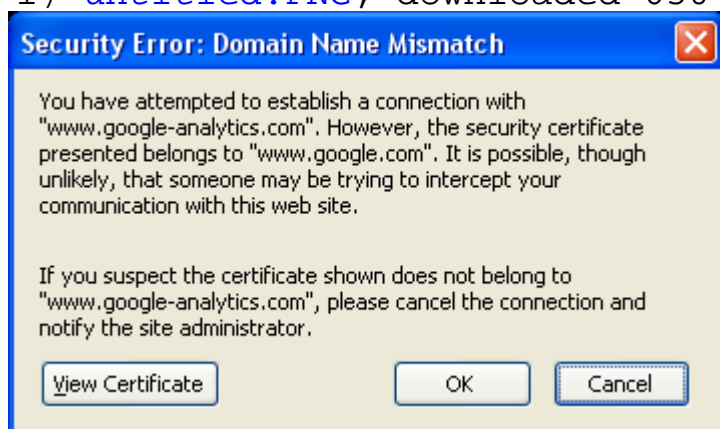 Security Error: Domain Name Mismatch
You have attempted to establish a connection with
"www.google-analytics.com". However, the security certificate
presented belongs to "www.google.com". It is possible, though
unlikely, that someone may be trying to intercept your
communication with this web site.
If you suspect the certificate shown does not belong to
"www.google-analytics.com", please cancel the connection and
notify the site administrator.
View Certificate
OK
Cancel